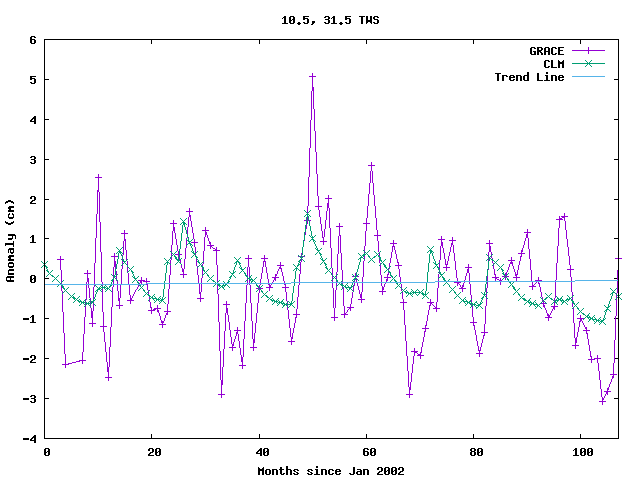 10.5, 31.5 TWS
GRACE
CLM
Trend Line
Anomaly (cm)
6
5
4
3
2
1
0
-1
-2
-3
-4
0 20 40 60 80 100
Months since Jan 2002